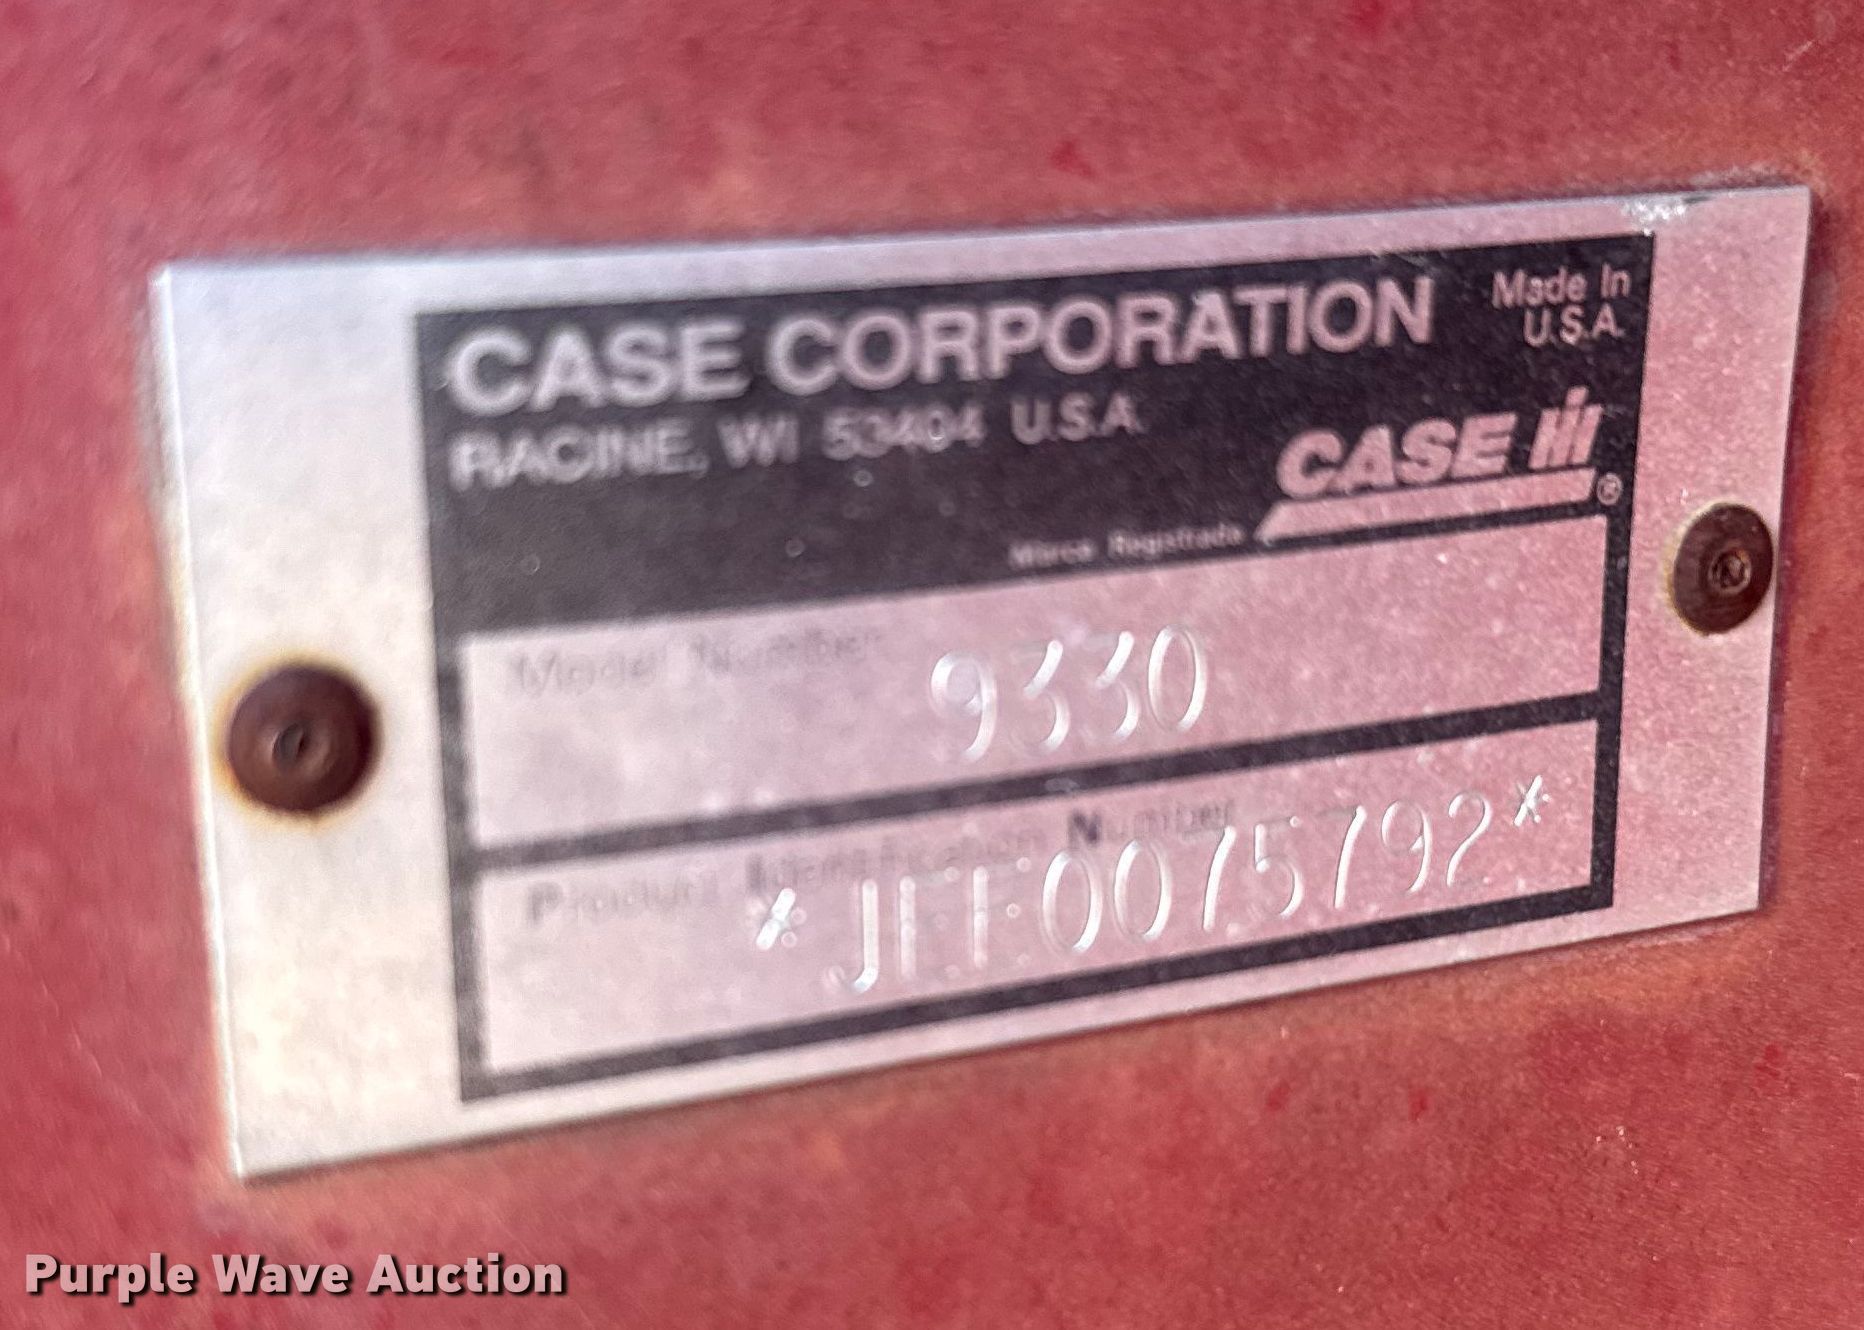 CASE CORPORATION
Made In
U.S.A.
RACINE, WI 53404 U.S.A.
CASE IH
®
Marca Registrada
Model Number 9330
Product Identification Number
*JEE0075792*
Purple Wave Auction